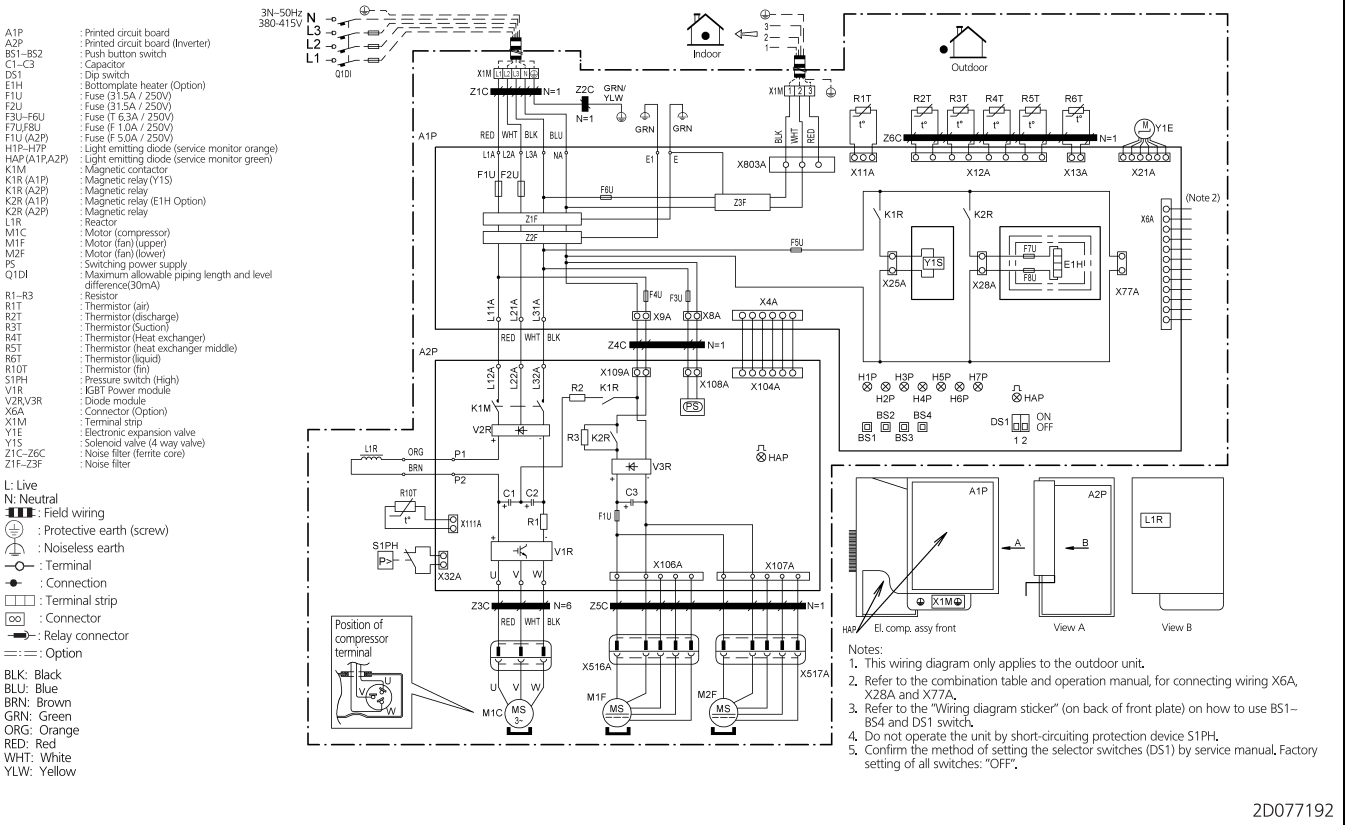 A1P : Printed circuit board
A2P : Printed circuit board (Inverter)
BS1~BS2 : Push button switch
C1~C3 : Capacitor
DS1 : Dip switch
E1H : Bottomplate heater (Option)
F1U : Fuse (31.5A / 250V)
F2U : Fuse (31.5A / 250V)
F3U~F6U : Fuse (T 6.3A / 250V)
F7U,F8U : Fuse (F 1.0A / 250V)
F1U (A2P) : Fuse (F 5.0A / 250V)
H1P~H7P : Light emitting diode (service monitor orange)
HAP (A1P,A2P) : Light emitting diode (service monitor green)
K1M : Magnetic contactor
K1R (A1P) : Magnetic relay (Y1S)
K1R (A2P) : Magnetic relay
K2R (A1P) : Magnetic relay (E1H Option)
K2R (A2P) : Magnetic relay
L1R : Reactor
M1C : Motor (compressor)
M1F : Motor (fan) (upper)
M2F : Motor (fan) (lower)
PS : Switching power supply
Q1DI : Maximum allowable piping length and level
difference(30mA)
R1~R3 : Resistor
R1T : Thermistor (air)
R2T : Thermistor (discharge)
R3T : Thermistor (Suction)
R4T : Thermistor (Heat exchanger)
R5T : Thermistor (heat exchanger middle)
R6T : Thermistor (liquid)
R10T : Thermistor (fin)
S1PH : Pressure switch (High)
V1R : IGBT Power module
V2R,V3R : Diode module
X6A : Connector (Option)
X1M : Terminal strip
Y1E : Electronic expansion valve
Y1S : Solenoid valve (4 way valve)
Z1C~Z6C : Noise filter (ferrite core)
Z1F~Z3F : Noise filter
L: Live
N: Neutral
: Field wiring
: Protective earth (screw)
: Noiseless earth
: Terminal
: Connection
: Terminal strip
: Connector
: Relay connector
: Option
BLK: Black
BLU: Blue
BRN: Brown
GRN: Green
ORG: Orange
RED: Red
WHT: White
YLW: Yellow
3N~50Hz
380-415V
N
L3
L2
L1
Q1DI
X1M L1 L2 L3 N
Z1C N=1
Z2C
N=1
GRN/
YLW
GRN GRN
3
2
1
Indoor
Outdoor
X1M 1 2 3
BLK WHT RED
X803A
A1P
RED WHT BLK BLU
L1A L2A L3A NA E1 E
F1U F2U
F6U
Z3F
Z1F
Z2F
F5U
L11A L21A L31A
F4U F3U
X9A X8A
X4A
RED WHT BLK
Z4C N=1
R1T R2T R3T R4T R5T R6T
t° t° t° t° t° t°
M Y1E
Z6C N=1
X11A X12A X13A X21A
K1R K2R
Y1S
X25A
F7U
E1H
F8U
X28A
X77A
X6A
(Note 2)
H1P H3P H5P H7P
H2P H4P H6P
HAP
BS2 BS4
BS1 BS3
DS1 ON
OFF
1 2
A2P
L12A L22A L32A
X109A X108A X104A
PS
R2 K1R
K1M
V2R
R3 K2R
V3R
HAP
L1R
ORG P1
BRN P2
C1 C2
C3
R1
F1U
R10T
t°
X111A
S1PH
P>
X32A
V1R
U V W
X106A X107A
Z3C N=6
Z5C N=1
RED WHT BLK
X516A X517A
U V W
M1C
MS
3~
M1F
MS
M2F
MS
Position of
compressor
terminal
U
V
W
A1P
X1M
HAP
El. comp. assy front
A
A2P
B
View A
L1R
View B
Notes:
1. This wiring diagram only applies to the outdoor unit.
2. Refer to the combination table and operation manual, for connecting wiring X6A,
X28A and X77A.
3. Refer to the "Wiring diagram sticker" (on back of front plate) on how to use BS1~
BS4 and DS1 switch.
4. Do not operate the unit by short-circuiting protection device S1PH.
5. Confirm the method of setting the selector switches (DS1) by service manual. Factory
setting of all switches: "OFF".
2D077192